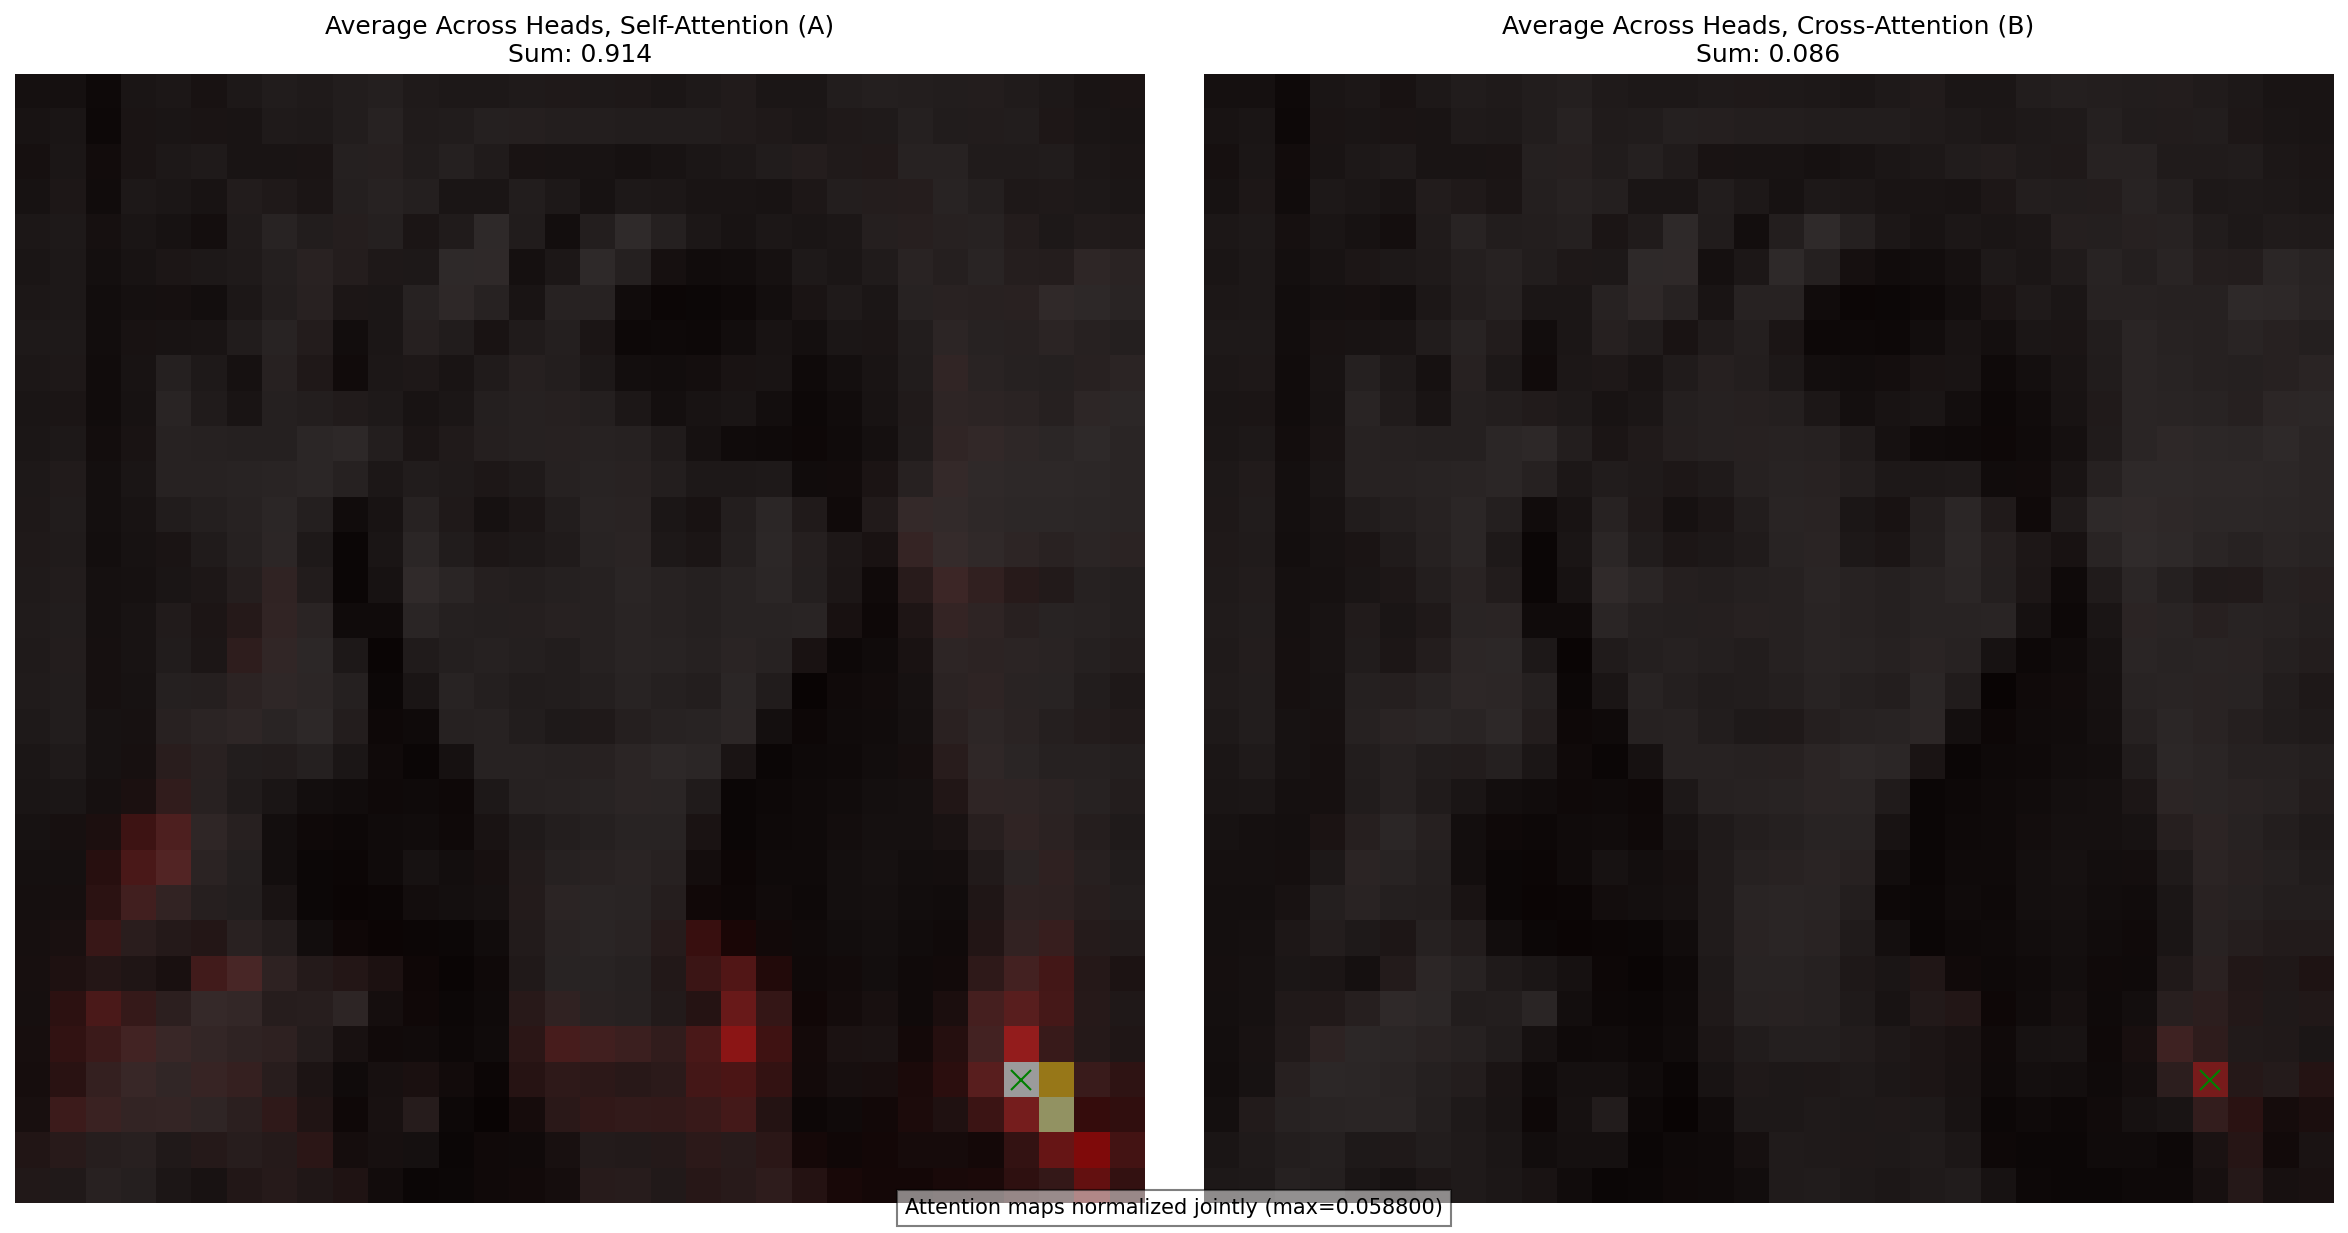 Average Across Heads, Self-Attention (A)
Sum: 0.914
Average Across Heads, Cross-Attention (B)
Sum: 0.086
Attention maps normalized jointly (max=0.058800)